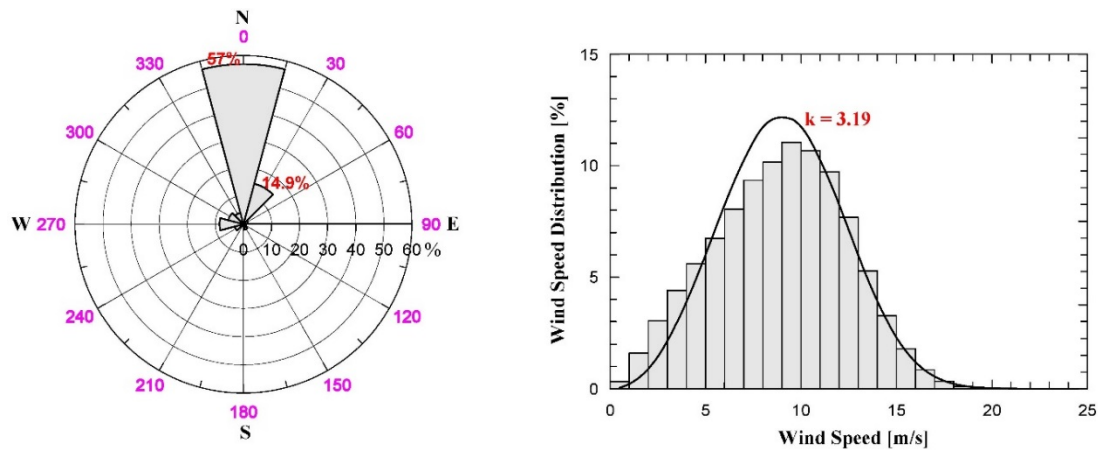 N
0
330
57%
30
300
60
14.9%
W 270
90 E
0 10 20 30 40 50 60 %
240
120
210
150
180
S
Wind Speed Distribution [%]
15
10
5
0
k = 3.19
0 5 10 15 20 25
Wind Speed [m/s]